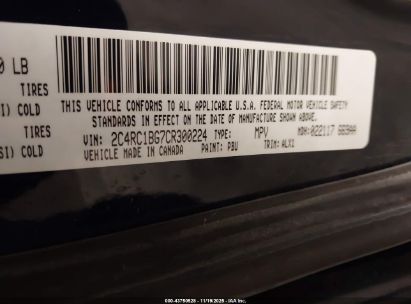 0 LB
TIRES
I) COLD
TIRES
I) COLD
THIS VEHICLE CONFORMS TO ALL APPLICABLE U.S.A. FEDERAL MOTOR VEHICLE SAFETY
STANDARDS IN EFFECT ON THE DATE OF MANUFACTURE SHOWN ABOVE.
VIN: 2C4RC1BG7CR300224 TYPE: MPV MDH: 022117
VEHICLE MADE IN CANADA PAINT: PBU TRIM: ALX1